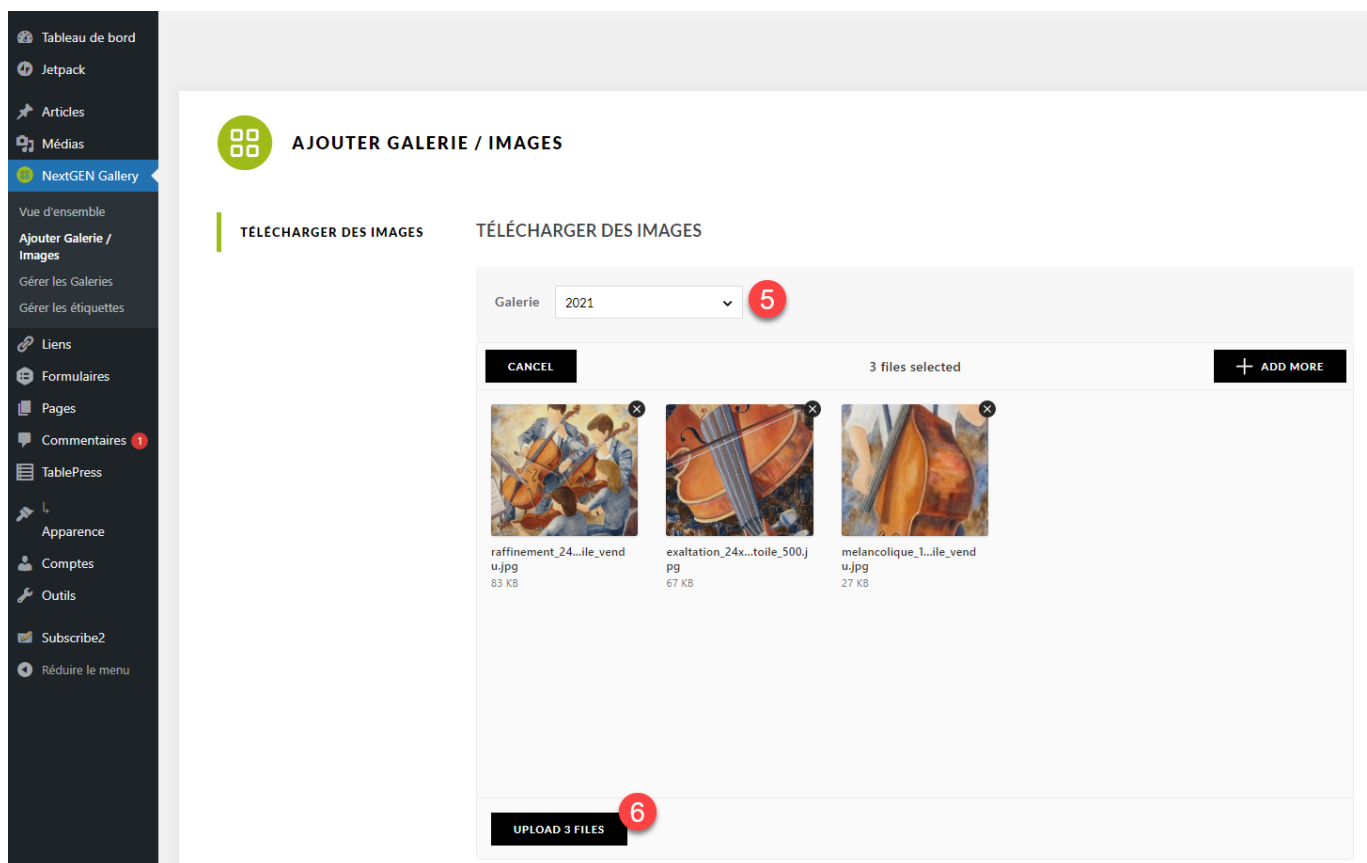 Tableau de bord
Jetpack
Articles
Médias
NextGEN Gallery
Vue d'ensemble
Ajouter Galerie /
Images
Gérer les Galeries
Gérer les étiquettes
Liens
Formulaires
Pages
Commentaires 1
TablePress
↳
Apparence
Comptes
Outils
Subscribe2
Réduire le menu
AJOUTER GALERIE / IMAGES
TÉLÉCHARGER DES IMAGES
TÉLÉCHARGER DES IMAGES
Galerie 2021 5
CANCEL 3 files selected + ADD MORE
raffinement_24...ile_vend
u.jpg
83 KB
exaltation_24x...toile_500.j
pg
67 KB
melancolique_1...ile_vend
u.jpg
27 KB
6
UPLOAD 3 FILES